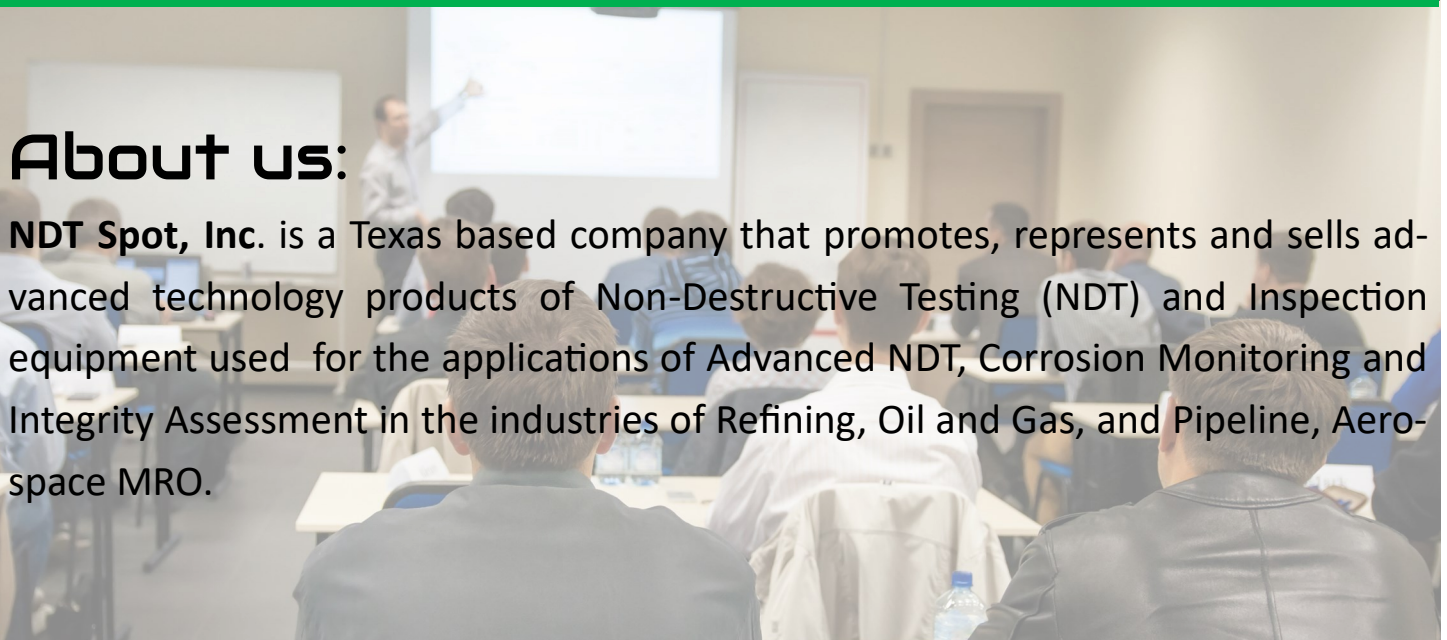 About us:
NDT Spot, Inc. is a Texas based company that promotes, represents and sells ad-
vanced technology products of Non-Destructive Testing (NDT) and Inspection
equipment used  for the applications of Advanced NDT, Corrosion Monitoring and
Integrity Assessment in the industries of Refining, Oil and Gas, and Pipeline, Aero-
space MRO.